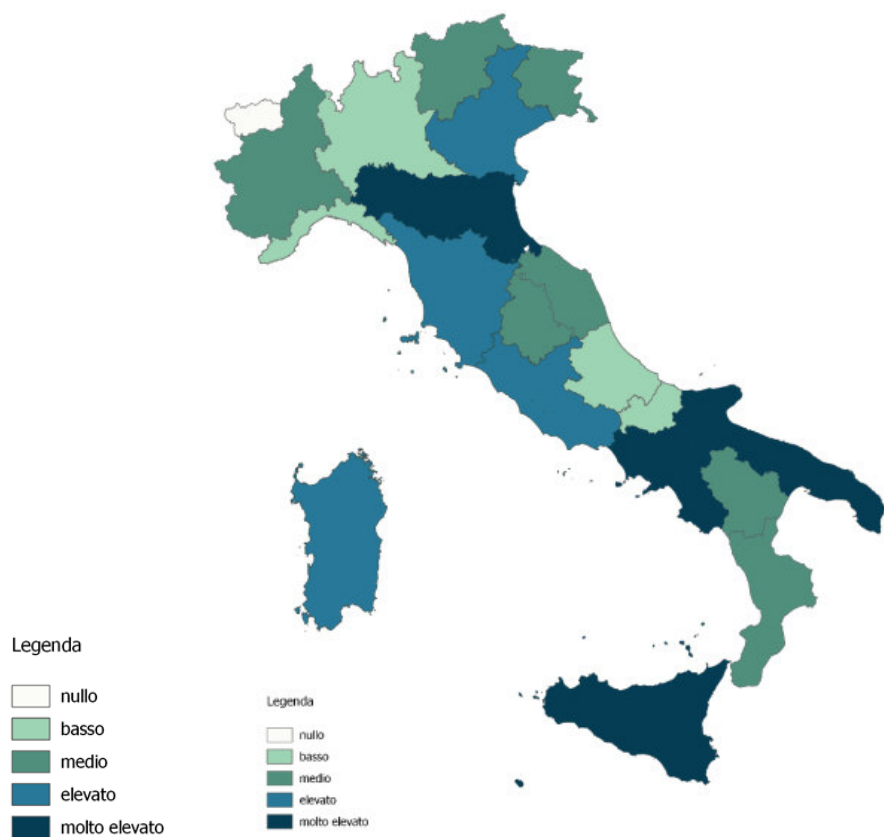 Legenda
nullo
basso
medio
elevato
molto elevato
Legenda
nullo
basso
medio
elevato
molto elevato